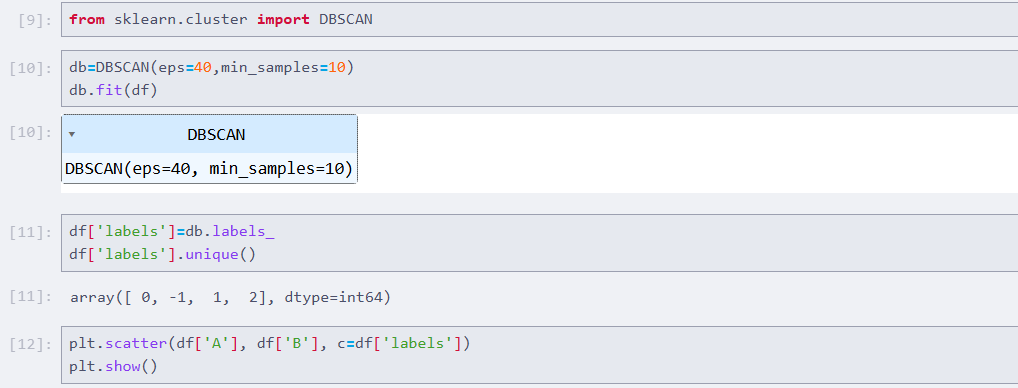 [9]: from sklearn.cluster import DBSCAN
[10]: db=DBSCAN(eps=40,min_samples=10)
db.fit(df)
[10]: ▾ DBSCAN
DBSCAN(eps=40, min_samples=10)
[11]: df['labels']=db.labels_
df['labels'].unique()
[11]: array([ 0, -1,  1,  2], dtype=int64)
[12]: plt.scatter(df['A'], df['B'], c=df['labels'])
plt.show()